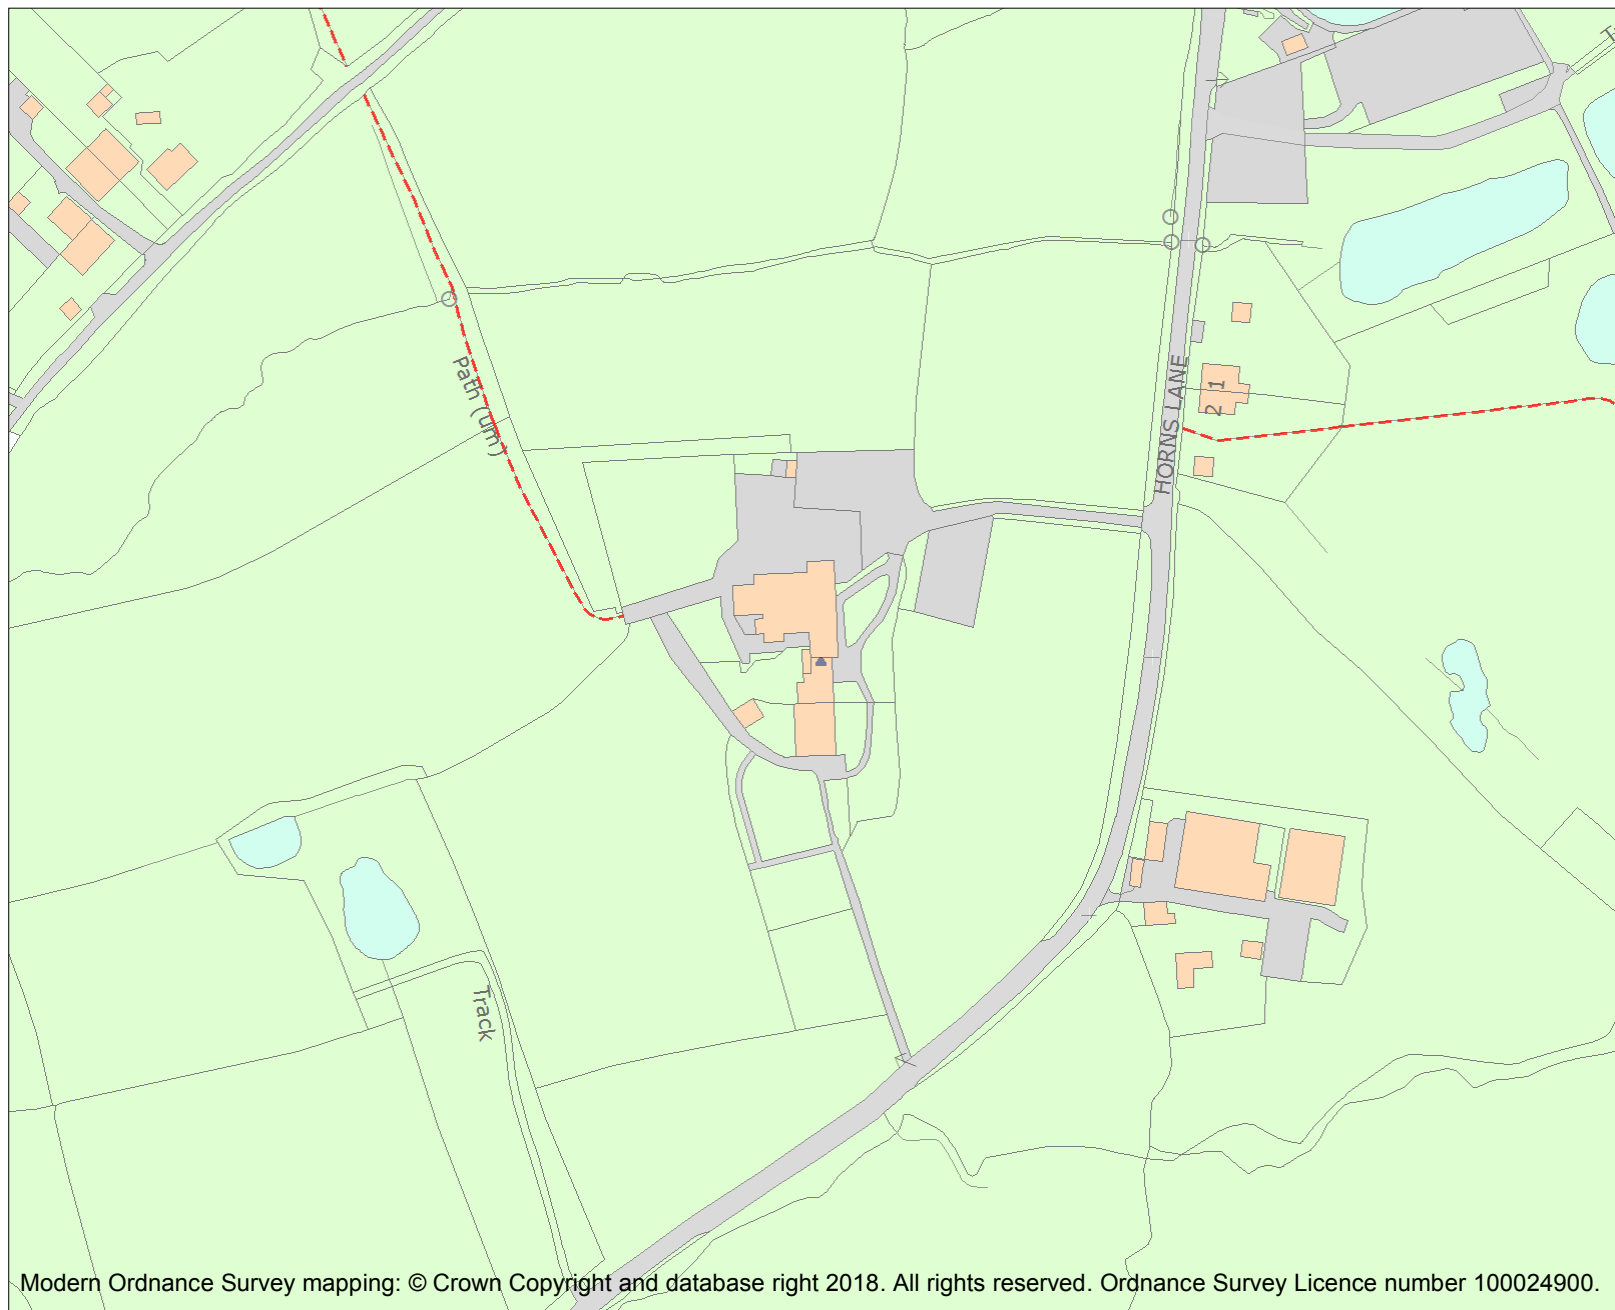 Path (um)
HORNS LANE
1
2
Track
Modern Ordnance Survey mapping: © Crown Copyright and database right 2018. All rights reserved. Ordnance Survey Licence number 100024900.